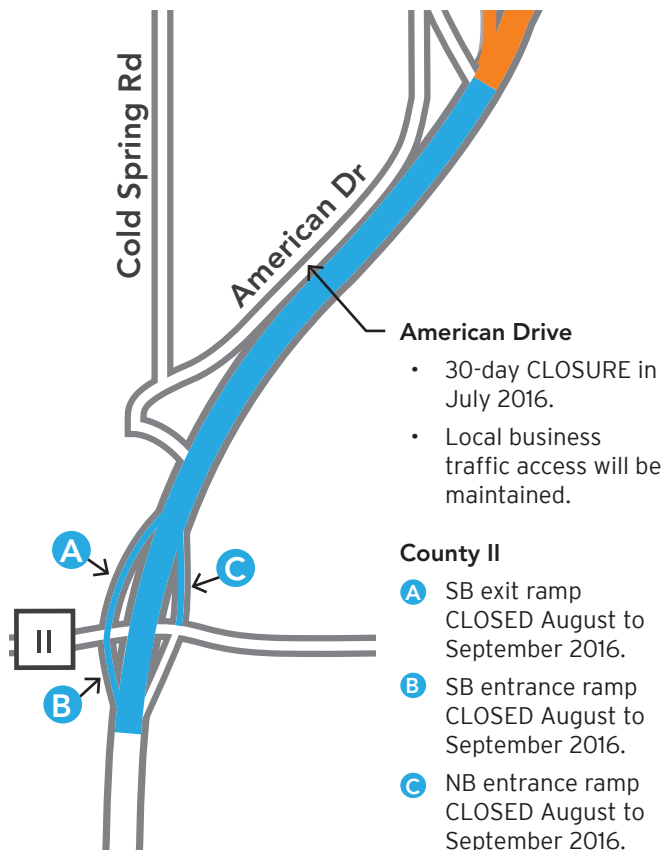 Cold Spring Rd
American Dr
American Drive
• 30-day CLOSURE in
July 2016.
• Local business
traffic access will be
maintained.
County II
A SB exit ramp
CLOSED August to
September 2016.
B SB entrance ramp
CLOSED August to
September 2016.
C NB entrance ramp
CLOSED August to
September 2016.
A
C
II
B